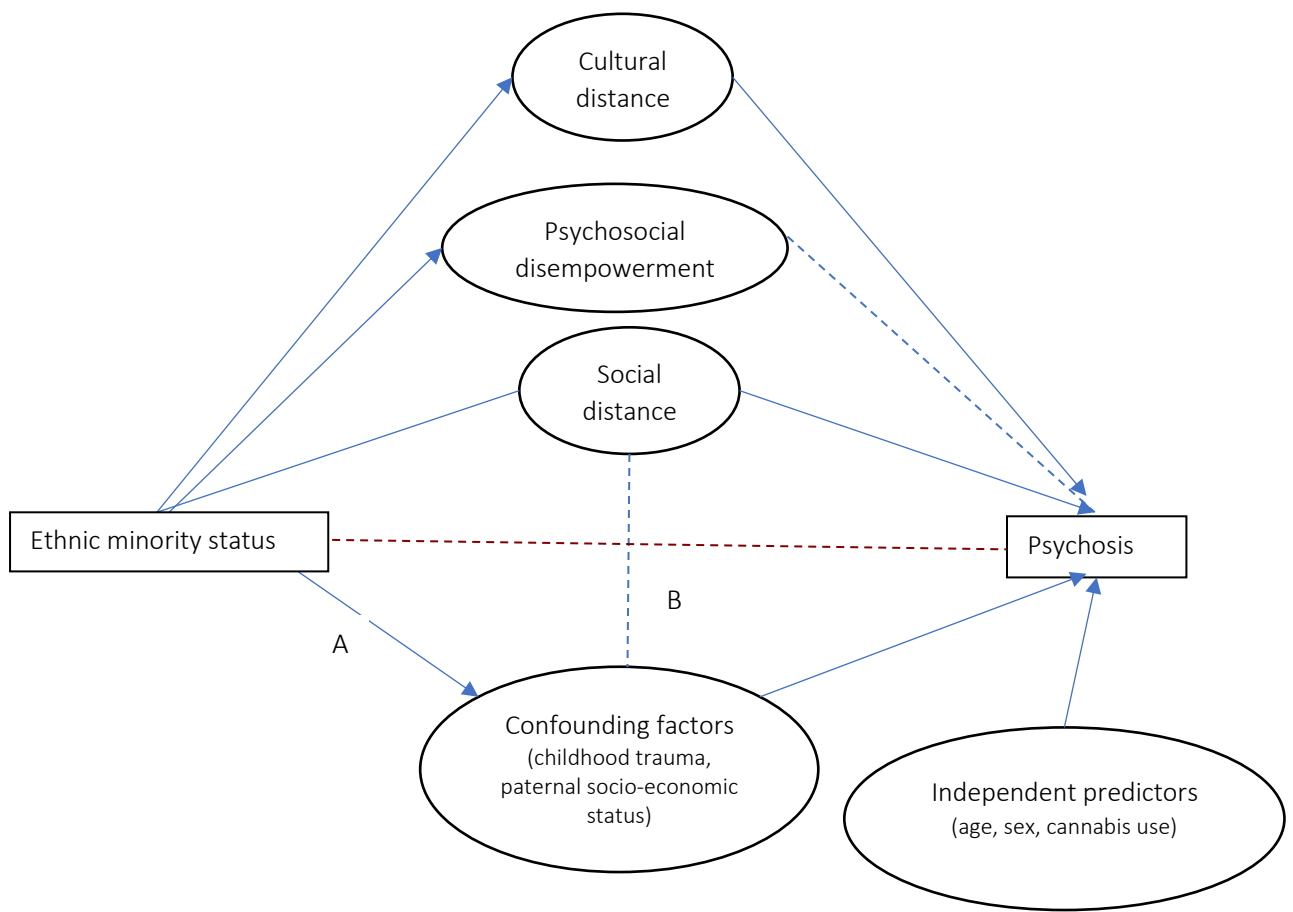 Cultural
distance
Psychosocial
disempowerment
Social
distance
Ethnic minority status
Psychosis
B
A
Confounding factors
(childhood trauma,
paternal socio-economic
status)
Independent predictors
(age, sex, cannabis use)